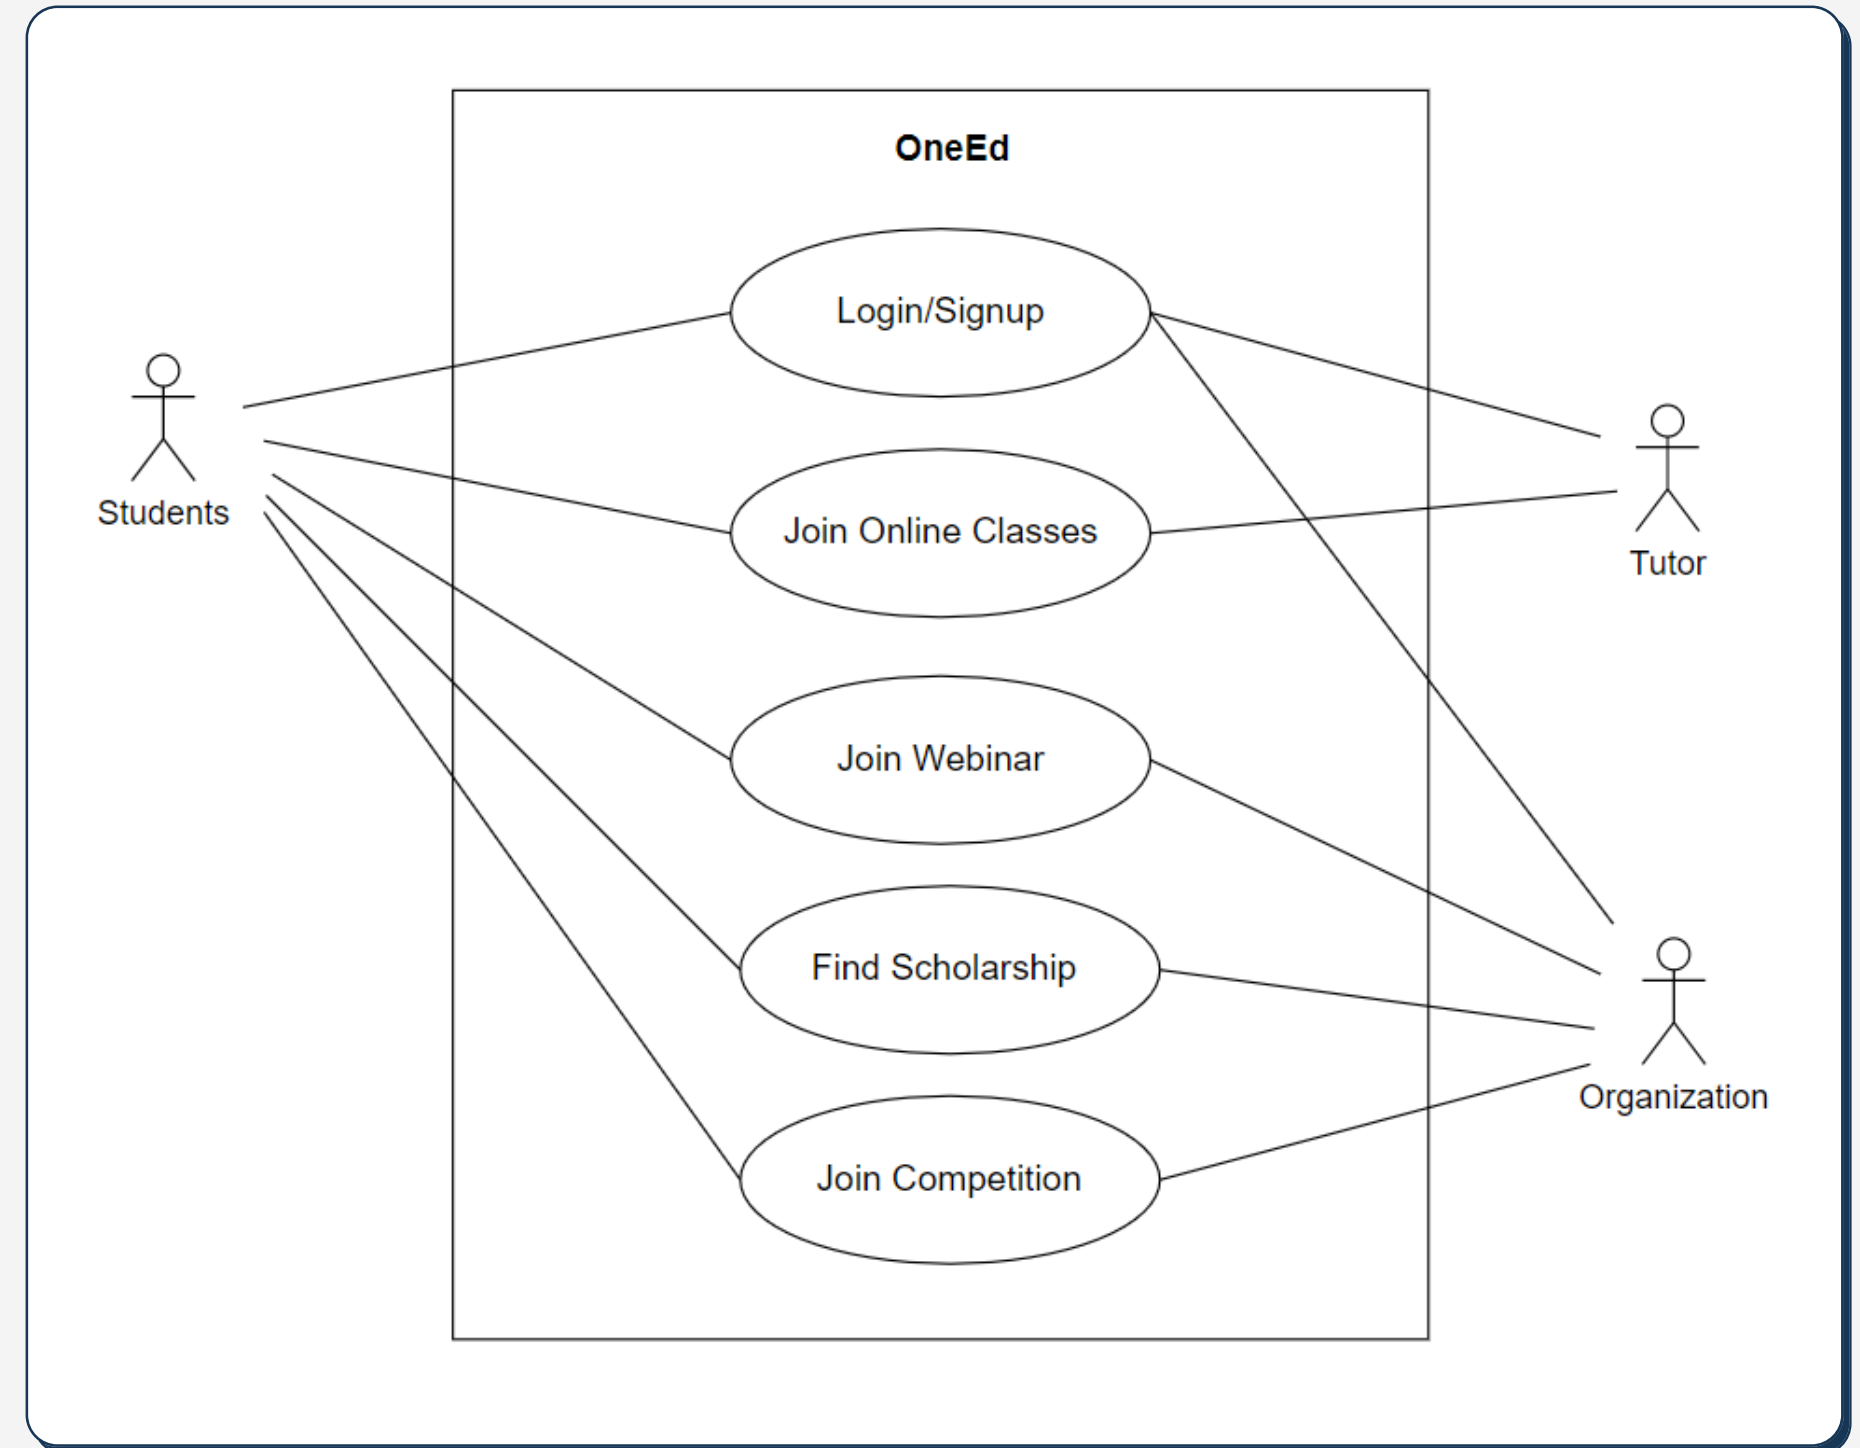 OneEd
Login/Signup
Students
Join Online Classes
Tutor
Join Webinar
Find Scholarship
Organization
Join Competition